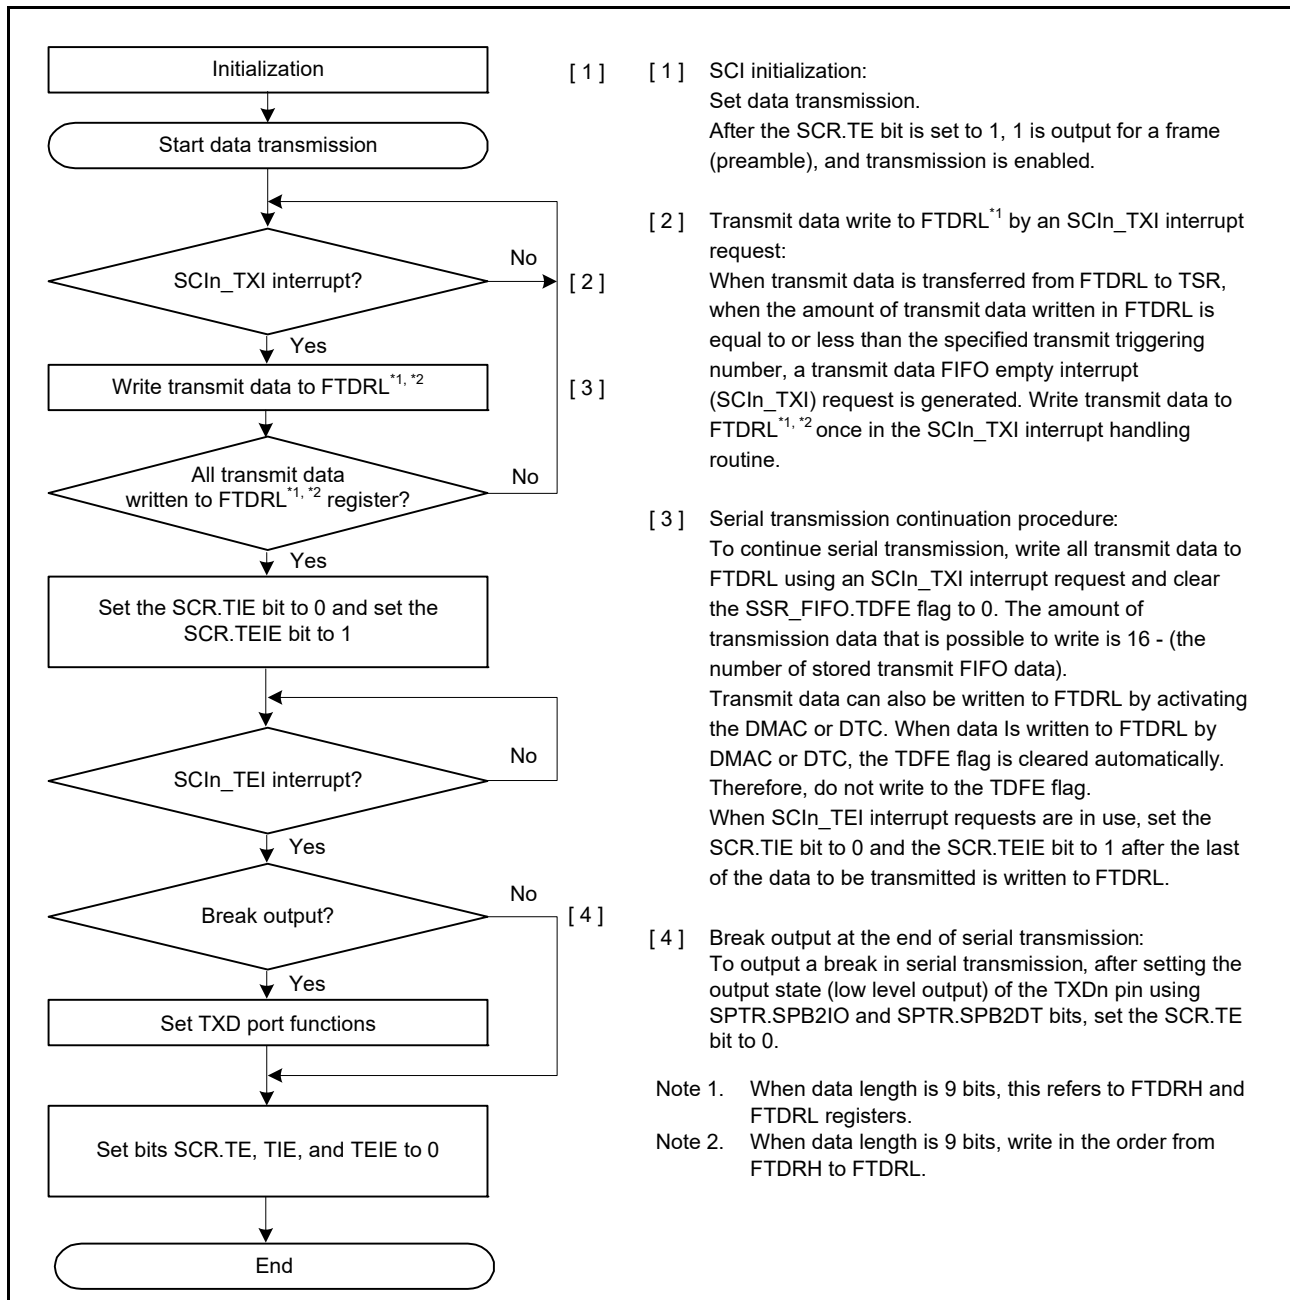 Initialization
[ 1 ]
Start data transmission
SCIn_TXI interrupt?
No
[ 2 ]
Yes
Write transmit data to FTDRL*1, *2
[ 3 ]
All transmit data
written to FTDRL*1, *2 register?
No
Yes
Set the SCR.TIE bit to 0 and set the
SCR.TEIE bit to 1
SCIn_TEI interrupt?
No
Yes
Break output?
No
[ 4 ]
Yes
Set TXD port functions
Set bits SCR.TE, TIE, and TEIE to 0
End
[ 1 ] SCI initialization:
Set data transmission.
After the SCR.TE bit is set to 1, 1 is output for a frame
(preamble), and transmission is enabled.
[ 2 ] Transmit data write to FTDRL*1 by an SCIn_TXI interrupt
request:
When transmit data is transferred from FTDRL to TSR,
when the amount of transmit data written in FTDRL is
equal to or less than the specified transmit triggering
number, a transmit data FIFO empty interrupt
(SCIn_TXI) request is generated. Write transmit data to
FTDRL*1, *2 once in the SCIn_TXI interrupt handling
routine.
[ 3 ] Serial transmission continuation procedure:
To continue serial transmission, write all transmit data to
FTDRL using an SCIn_TXI interrupt request and clear
the SSR_FIFO.TDFE flag to 0. The amount of
transmission data that is possible to write is 16 - (the
number of stored transmit FIFO data).
Transmit data can also be written to FTDRL by activating
the DMAC or DTC. When data Is written to FTDRL by
DMAC or DTC, the TDFE flag is cleared automatically.
Therefore, do not write to the TDFE flag.
When SCIn_TEI interrupt requests are in use, set the
SCR.TIE bit to 0 and the SCR.TEIE bit to 1 after the last
of the data to be transmitted is written to FTDRL.
[ 4 ] Break output at the end of serial transmission:
To output a break in serial transmission, after setting the
output state (low level output) of the TXDn pin using
SPTR.SPB2IO and SPTR.SPB2DT bits, set the SCR.TE
bit to 0.
Note 1. When data length is 9 bits, this refers to FTDRH and
FTDRL registers.
Note 2. When data length is 9 bits, write in the order from
FTDRH to FTDRL.